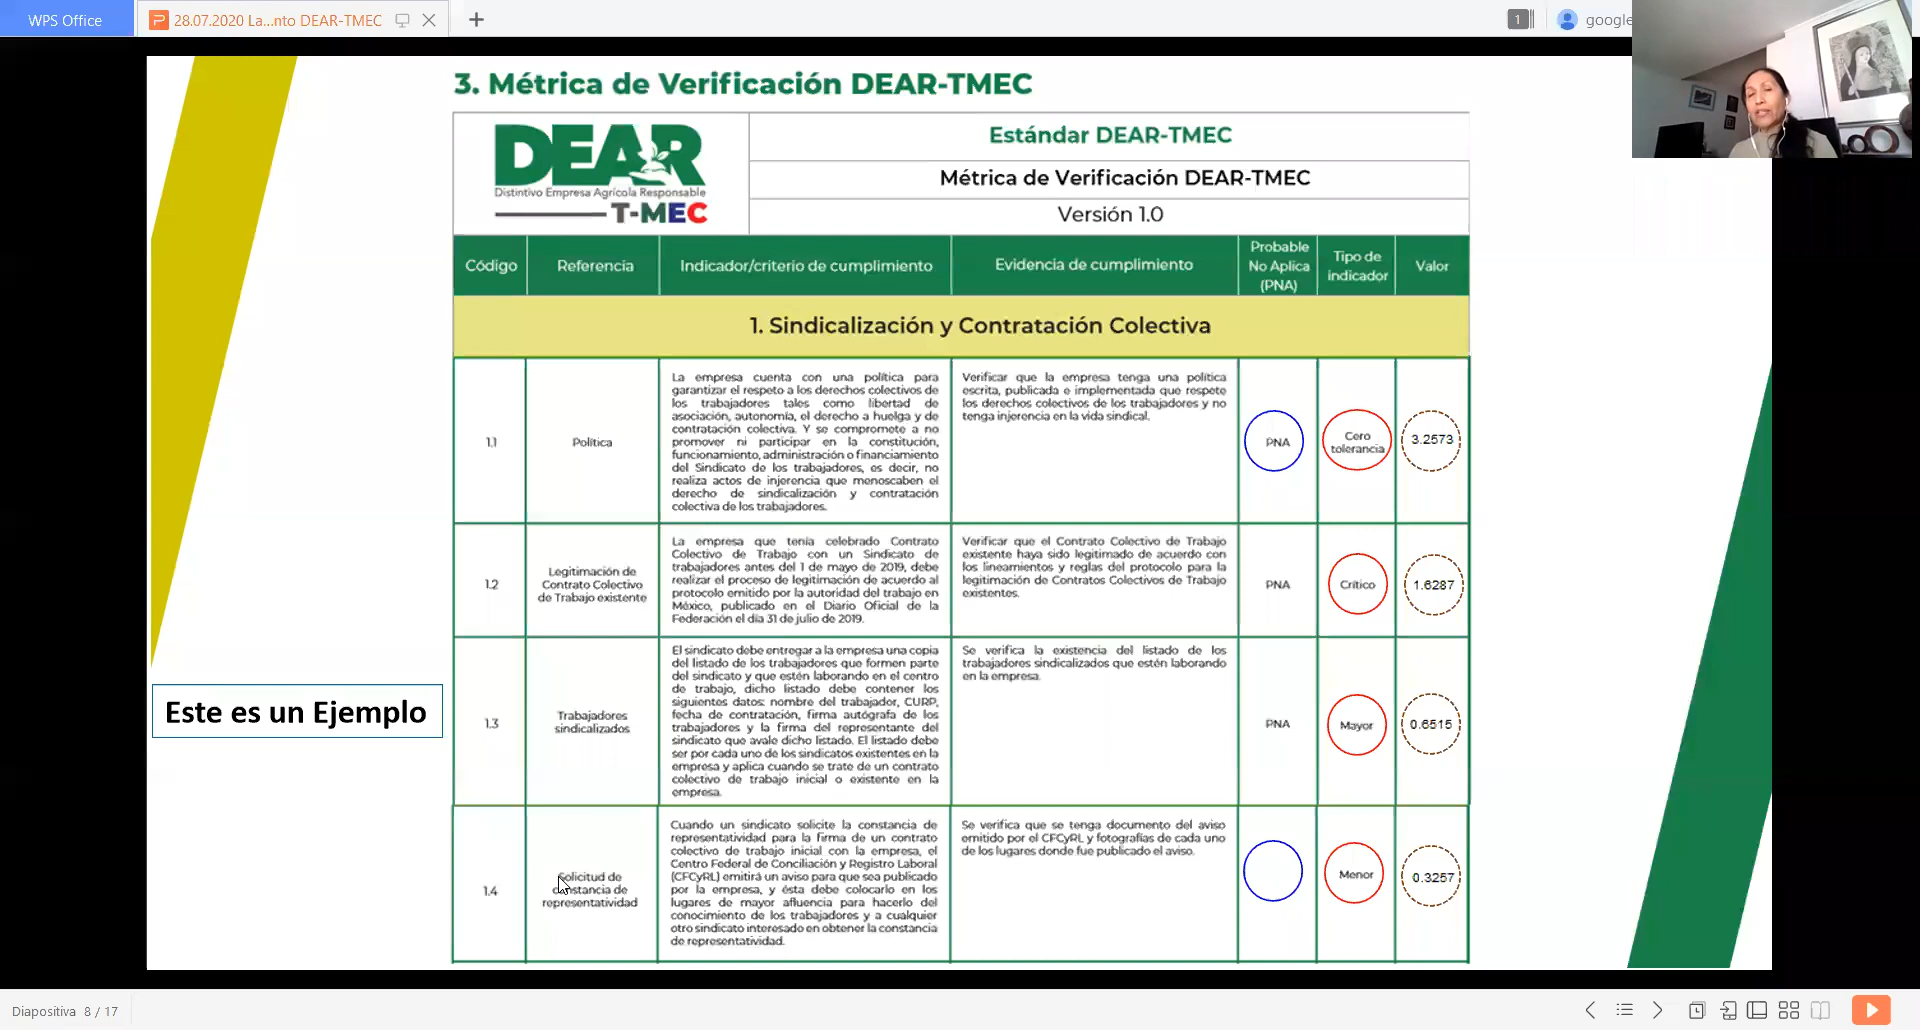 WPS Office
28.07.2020 La...nto DEAR-TMEC
1
google
3. Métrica de Verificación DEAR-TMEC
DEAR
Distintivo Empresa Agrícola Responsable
T-MEC
Estándar DEAR-TMEC
Métrica de Verificación DEAR-TMEC
Versión 1.0
Código
Referencia
Indicador/criterio de cumplimiento
Evidencia de cumplimiento
Probable
No Aplica
(PNA)
Tipo de
indicador
Valor
1. Sindicalización y Contratación Colectiva
1.1
Política
La empresa cuenta con una política para
garantizar el respeto a los derechos colectivos de
los trabajadores tales como libertad de
asociación, autonomía, el derecho a huelga y de
contratación colectiva. Y se compromete a no
promover ni participar en la constitución,
funcionamiento, administración o financiamiento
del Sindicato de los trabajadores, es decir, no
realiza actos de injerencia que menoscaben el
derecho de sindicalización y contratación
colectiva de los trabajadores.
Verificar que la empresa tenga una política
escrita, publicada e implementada que respete
los derechos colectivos de los trabajadores y no
tenga injerencia en la vida sindical.
PNA
Cero
tolerancia
3.2573
1.2
Legitimación de
Contrato Colectivo
de Trabajo existente
La empresa que tenía celebrado Contrato
Colectivo de Trabajo con un Sindicato de
trabajadores antes del 1 de mayo de 2019, debe
realizar el proceso de legitimación de acuerdo al
protocolo emitido por la autoridad del trabajo en
México, publicado en el Diario Oficial de la
Federación el día 31 de julio de 2019.
Verificar que el Contrato Colectivo de Trabajo
existente haya sido legitimado de acuerdo con
los lineamientos y reglas del protocolo para la
legitimación de Contratos Colectivos de Trabajo
existentes.
PNA
Crítico
1.6287
1.3
Trabajadores
sindicalizados
El sindicato debe entregar a la empresa una copia
del listado de los trabajadores que formen parte
del sindicato y que estén laborando en el centro
de trabajo, dicho listado debe contener los
siguientes datos: nombre del trabajador, CURP,
fecha de contratación, firma autógrafa de los
trabajadores y la firma del representante del
sindicato que avale dicho listado. El listado debe
ser por cada uno de los sindicatos existentes en la
empresa y aplica cuando se trate de un contrato
colectivo de trabajo inicial o existente en la
empresa.
Se verifica la existencia del listado de los
trabajadores sindicalizados que estén laborando
en la empresa.
PNA
Mayor
0.6515
Este es un Ejemplo
1.4
Solicitud de
constancia de
representatividad
Cuando un sindicato solicite la constancia de
representatividad para la firma de un contrato
colectivo de trabajo inicial con la empresa, el
Centro Federal de Conciliación y Registro Laboral
(CFCyRL) emitirá un aviso para que sea publicado
por la empresa, y ésta debe colocarlo en los
lugares de mayor afluencia para hacerlo del
conocimiento de los trabajadores y a cualquier
otro sindicato interesado en obtener la constancia
de representatividad.
Se verifica que se tenga documento del aviso
emitido por el CFCyRL y fotografías de cada uno
de los lugares donde fue publicado el aviso.
Menor
0.3257
Diapositiva 8 / 17